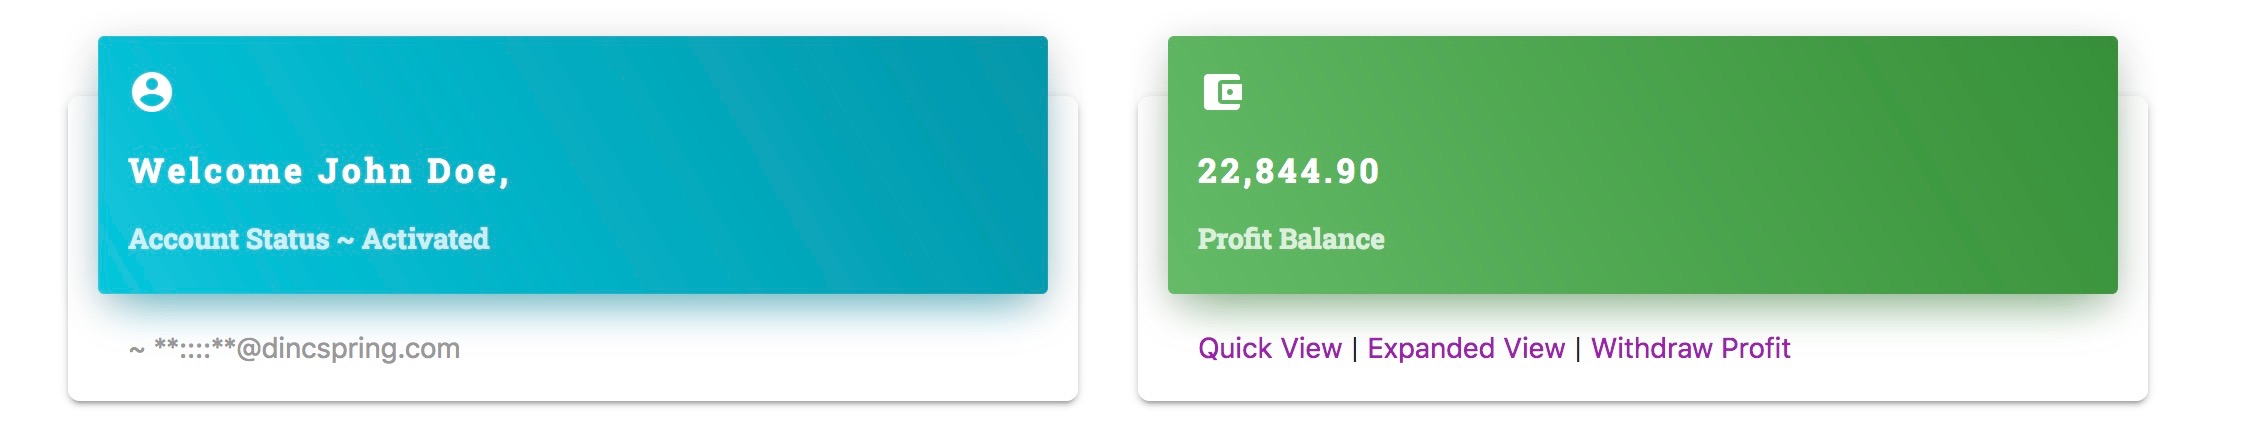 Welcome John Doe,
Account Status ~ Activated
~ **::::**@dincspring.com
22,844.90
Profit Balance
Quick View | Expanded View | Withdraw Profit